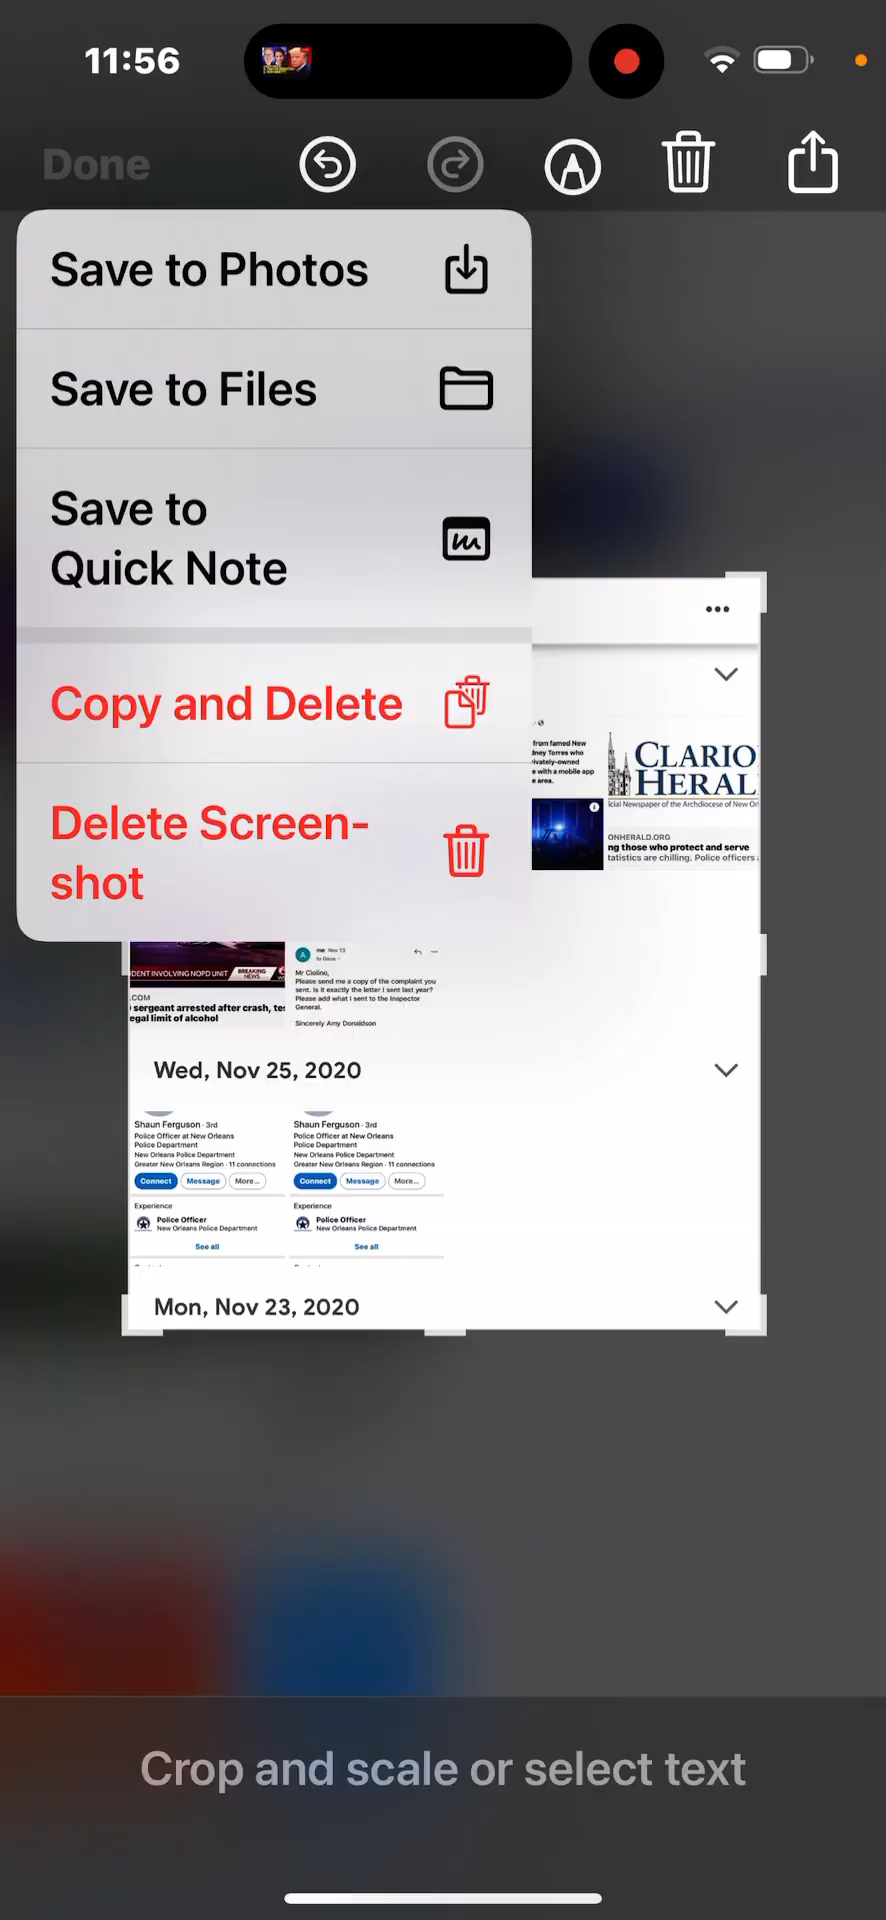 11:56
Done
Save to Photos
Save to Files
Save to
Quick Note
Copy and Delete
Delete Screen-
shot
from famed New
dney Torres who
ivately-owned
e with a mobile app
e area.
CLARIO
HERAL
cial Newspaper of the Archdiocese of New Or
ONHERALD.ORG
ng those who protect and serve
tatistics are chilling. Police officers
DENT INVOLVING NOPD UNIT
BREAKING
NEWS
.COM
sergeant arrested after crash, tes
egal limit of alcohol
A
me Nov 13
Mr Ciolino,
Please send me a copy of the complaint you
sent. Is it exactly the letter I sent last year?
Please add what I sent to the Inspector
General.
Sincerely Amy Donaldson
Wed, Nov 25, 2020
Shaun Ferguson · 3rd
Police Officer at New Orleans
Police Department
New Orleans Police Department
Greater New Orleans Region · 11 connections
Connect
Message
More...
Experience
Police Officer
New Orleans Police Department
See all
Shaun Ferguson · 3rd
Police Officer at New Orleans
Police Department
New Orleans Police Department
Greater New Orleans Region · 11 connections
Connect
Message
More...
Experience
Police Officer
New Orleans Police Department
See all
Mon, Nov 23, 2020
Crop and scale or select text